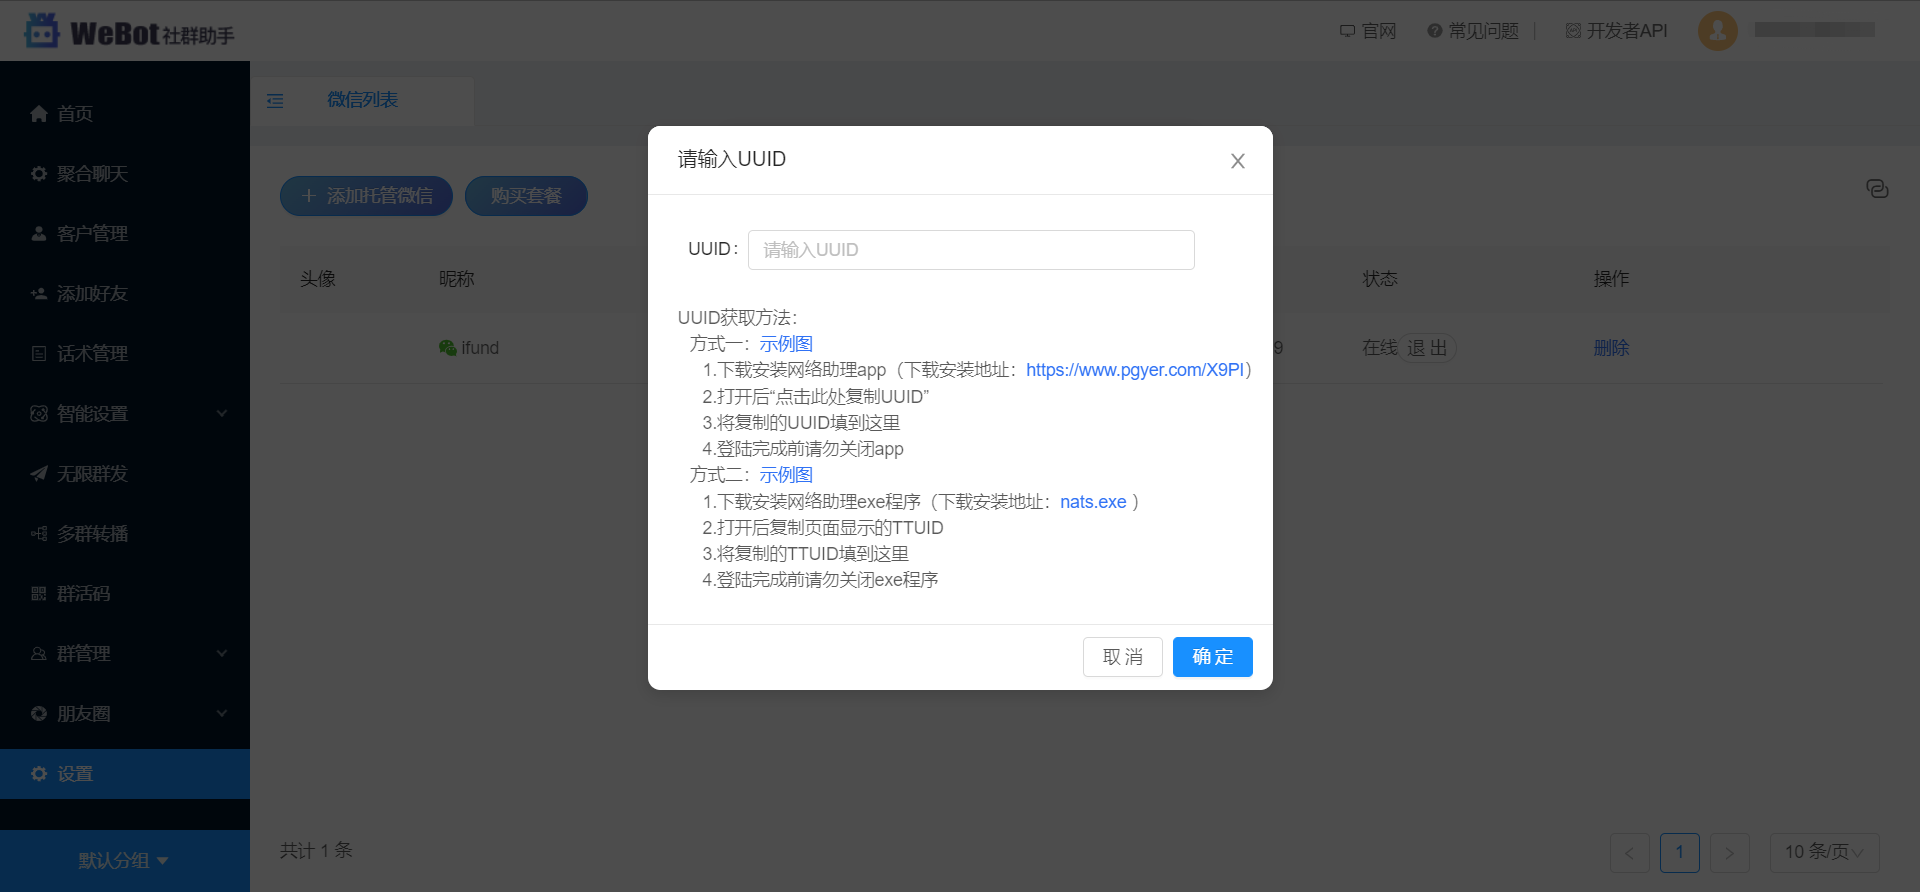 WeBot社群助手
官网
常见问题
开发者API
首页
聚合聊天
客户管理
添加好友
话术管理
智能设置
无限群发
多群转播
群活码
群管理
朋友圈
设置
默认分组
微信列表
添加托管微信
购买套餐
头像
昵称
状态
操作
ifund
9
在线
退 出
删除
共计 1 条
1
10 条/页
请输入UUID
UUID:
请输入UUID
UUID获取方法:
方式一：示例图
1.下载安装网络助理app（下载安装地址：https://www.pgyer.com/X9PI）
2.打开后“点击此处复制UUID”
3.将复制的UUID填到这里
4.登陆完成前请勿关闭app
方式二：示例图
1.下载安装网络助理exe程序（下载安装地址：nats.exe ）
2.打开后复制页面显示的TTUID
3.将复制的TTUID填到这里
4.登陆完成前请勿关闭exe程序
取 消
确 定